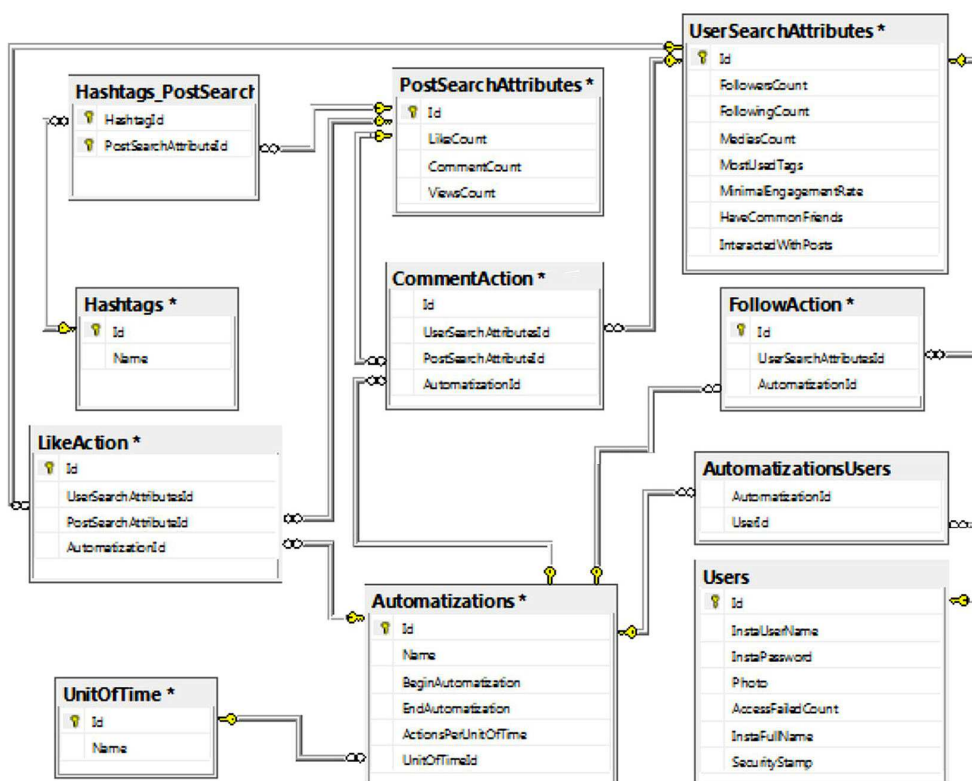 UserSearchAttributes *
Id
FollowersCount
FollowingCount
MediasCount
MostUsedTags
MinimalEngagementRate
HaveCommonFriends
InteractedWithPosts
Hashtags_PostSearch
HashtagId
PostSearchAttributeId
PostSearchAttributes *
Id
LikeCount
CommentCount
ViewsCount
CommentAction *
Id
UserSearchAttributesId
PostSearchAttributeId
AutomatizationId
Hashtags *
Id
Name
FollowAction *
Id
UserSearchAttributesId
AutomatizationId
LikeAction *
Id
UserSearchAttributesId
PostSearchAttributeId
AutomatizationId
AutomatizationsUsers
AutomatizationId
UserId
Automatizations *
Id
Name
BeginAutomatization
EndAutomatization
ActionsPerUnitOfTime
UnitOfTimeId
Users
Id
InstaUserName
InstaPassword
Photo
AccessFailedCount
InstaFullName
SecurityStamp
UnitOfTime *
Id
Name